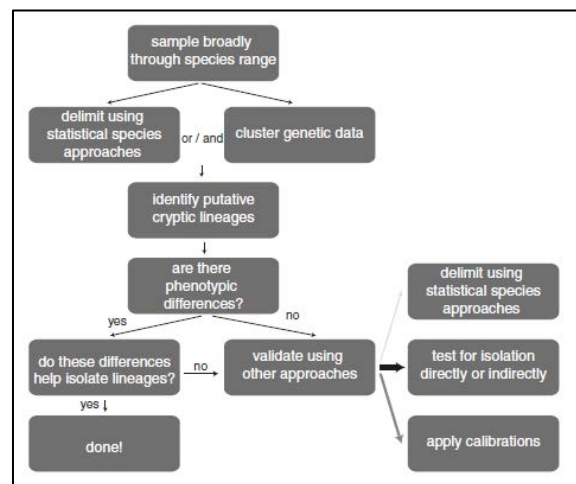 sample broadly
through species range
delimit using
statistical species
approaches
or / and
cluster genetic data
identify putative
cryptic lineages
are there
phenotypic
differences?
yes
no
do these differences
help isolate lineages?
no
validate using
other approaches
delimit using
statistical species
approaches
test for isolation
directly or indirectly
apply calibrations
yes
done!